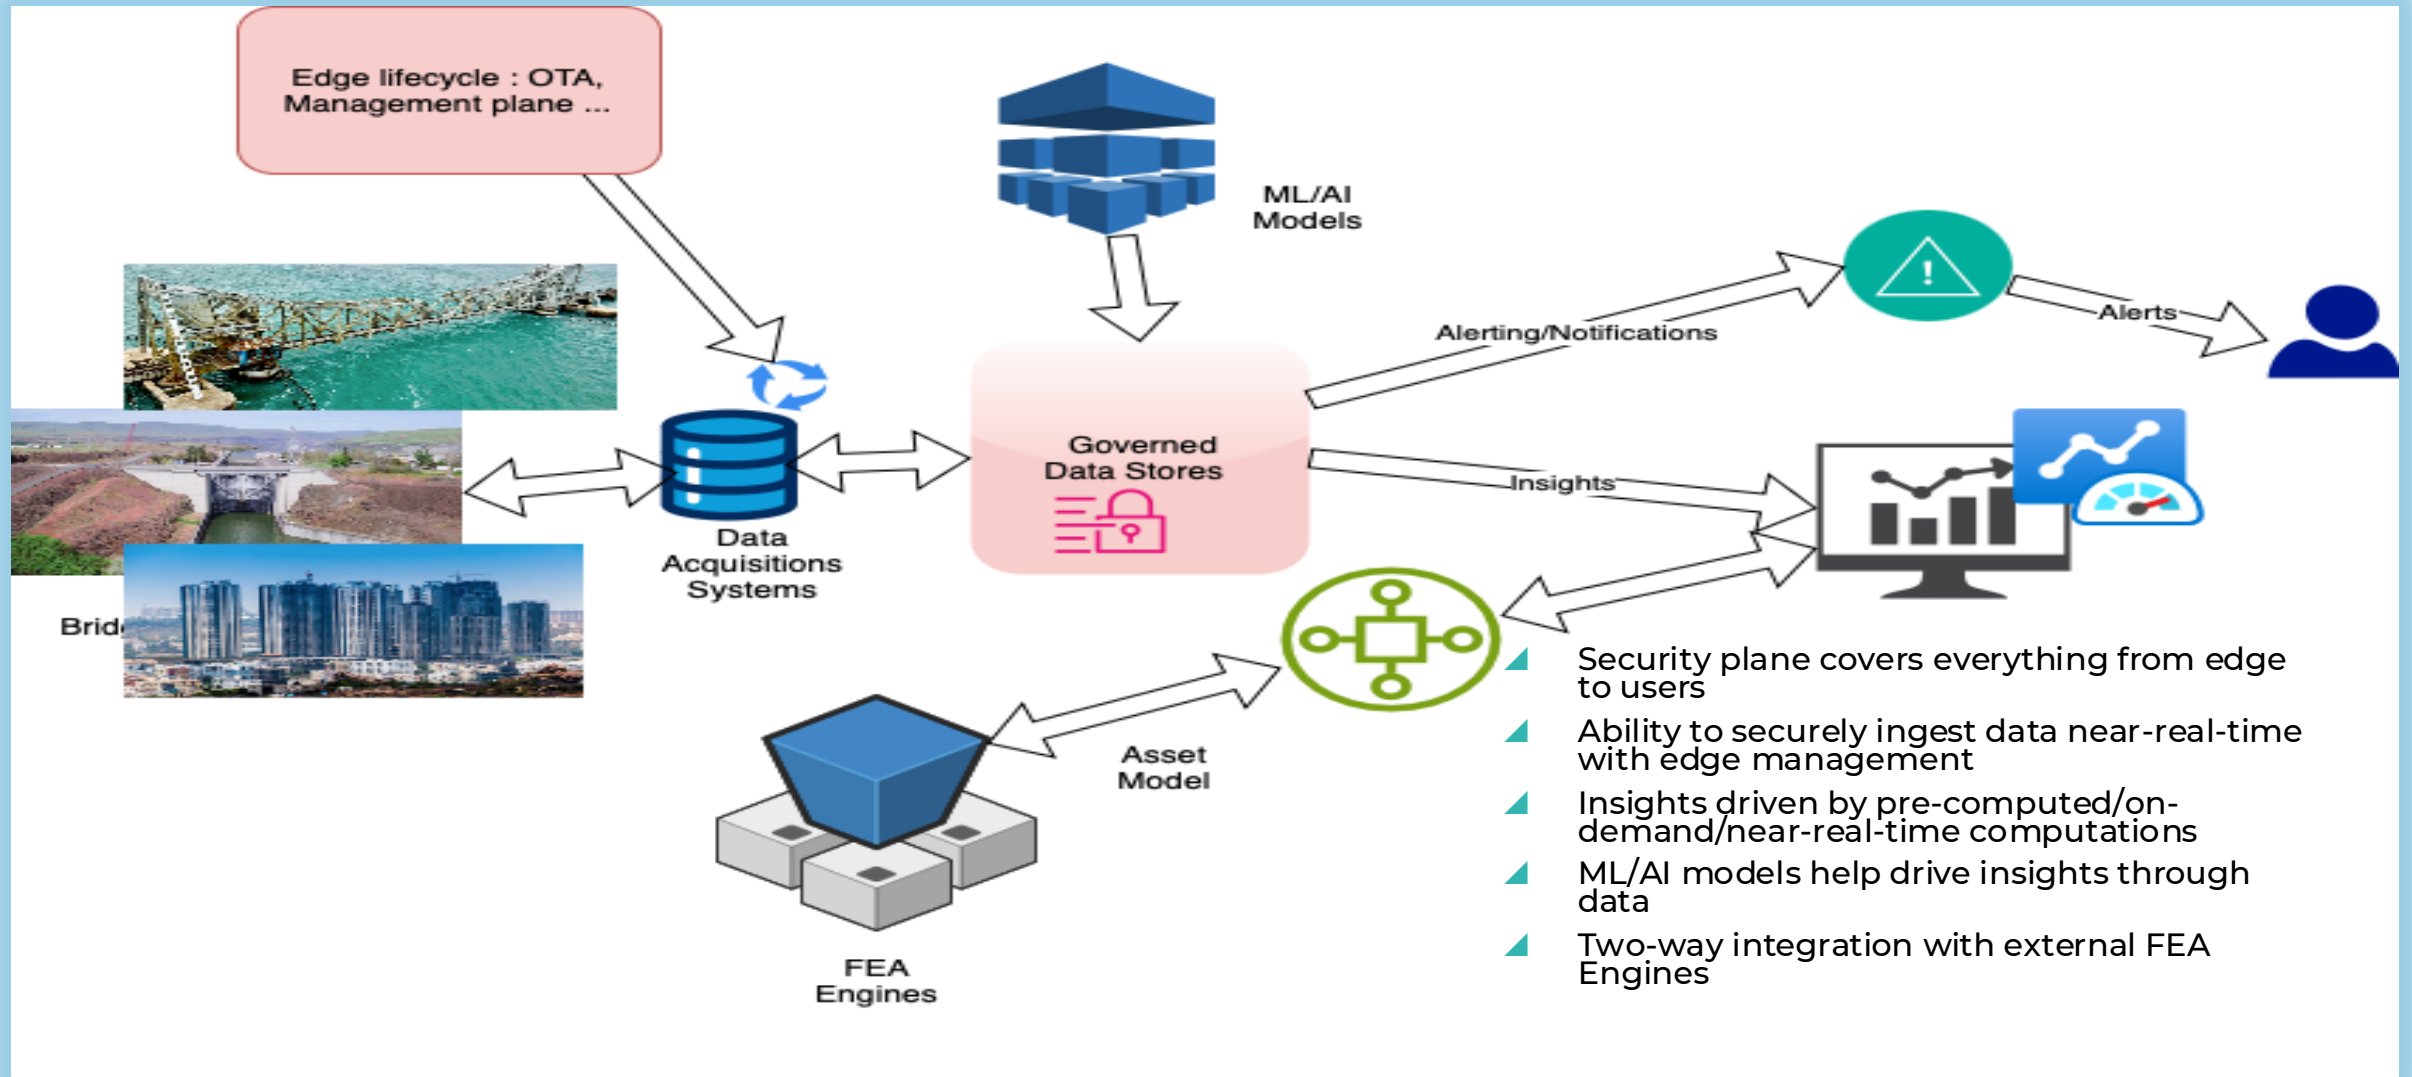 Edge lifecycle : OTA,
Management plane ...
ML/AI
Models
Alerting/Notifications
Alerts
Governed
Data Stores
Insights
Data
Acquisitions
Systems
Asset
Model
FEA
Engines
Security plane covers everything from edge
to users
Ability to securely ingest data near-real-time
with edge management
Insights driven by pre-computed/on-
demand/near-real-time computations
ML/AI models help drive insights through
data
Two-way integration with external FEA
Engines